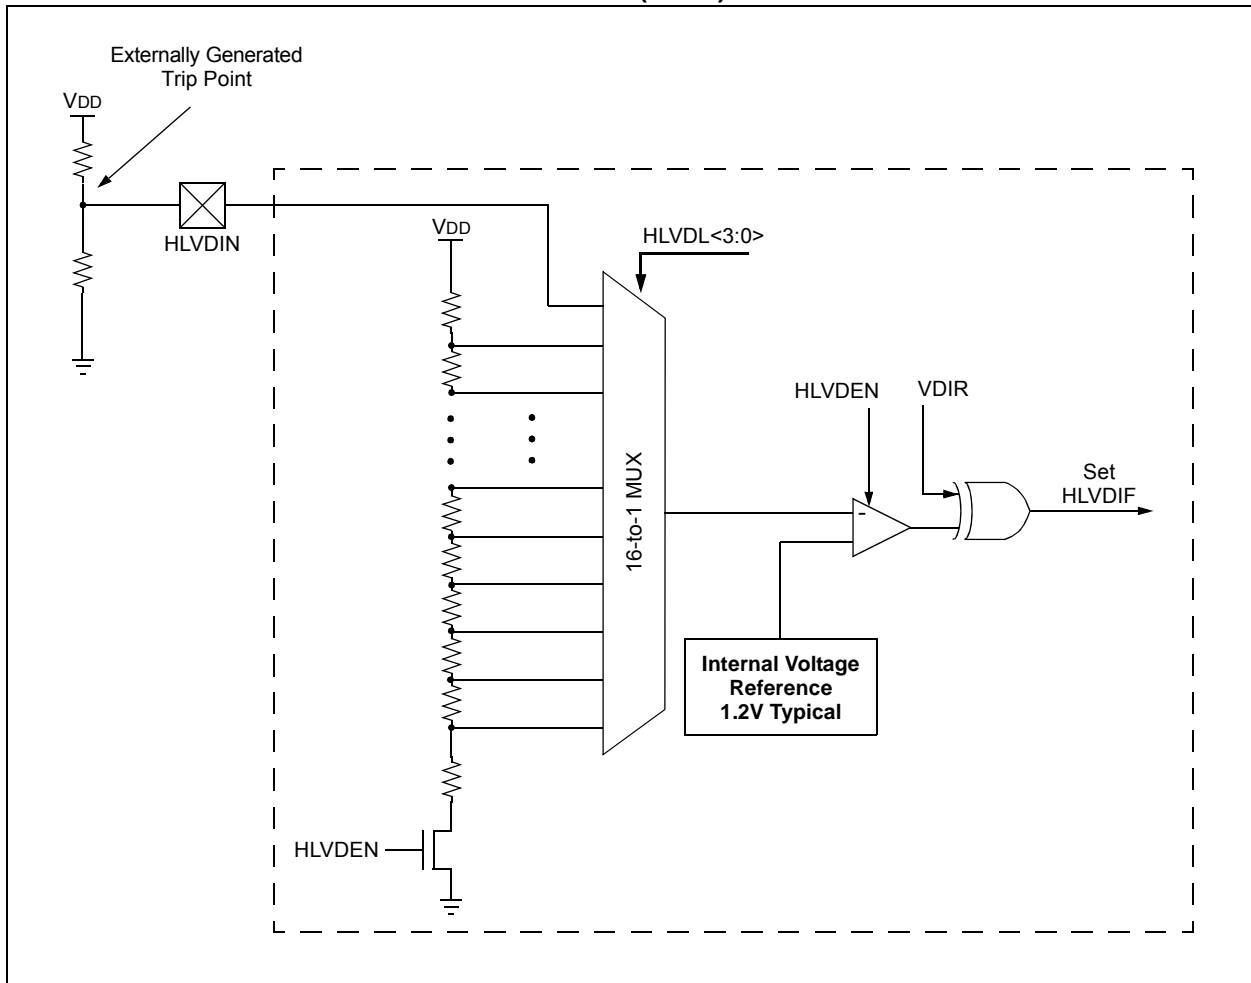 Externally Generated
Trip Point
VDD
HLVDIN
VDD
HLVDL<3:0>
16-to-1 MUX
HLVDEN
VDIR
-
Set
HLVDIF
Internal Voltage
Reference
1.2V Typical
HLVDEN